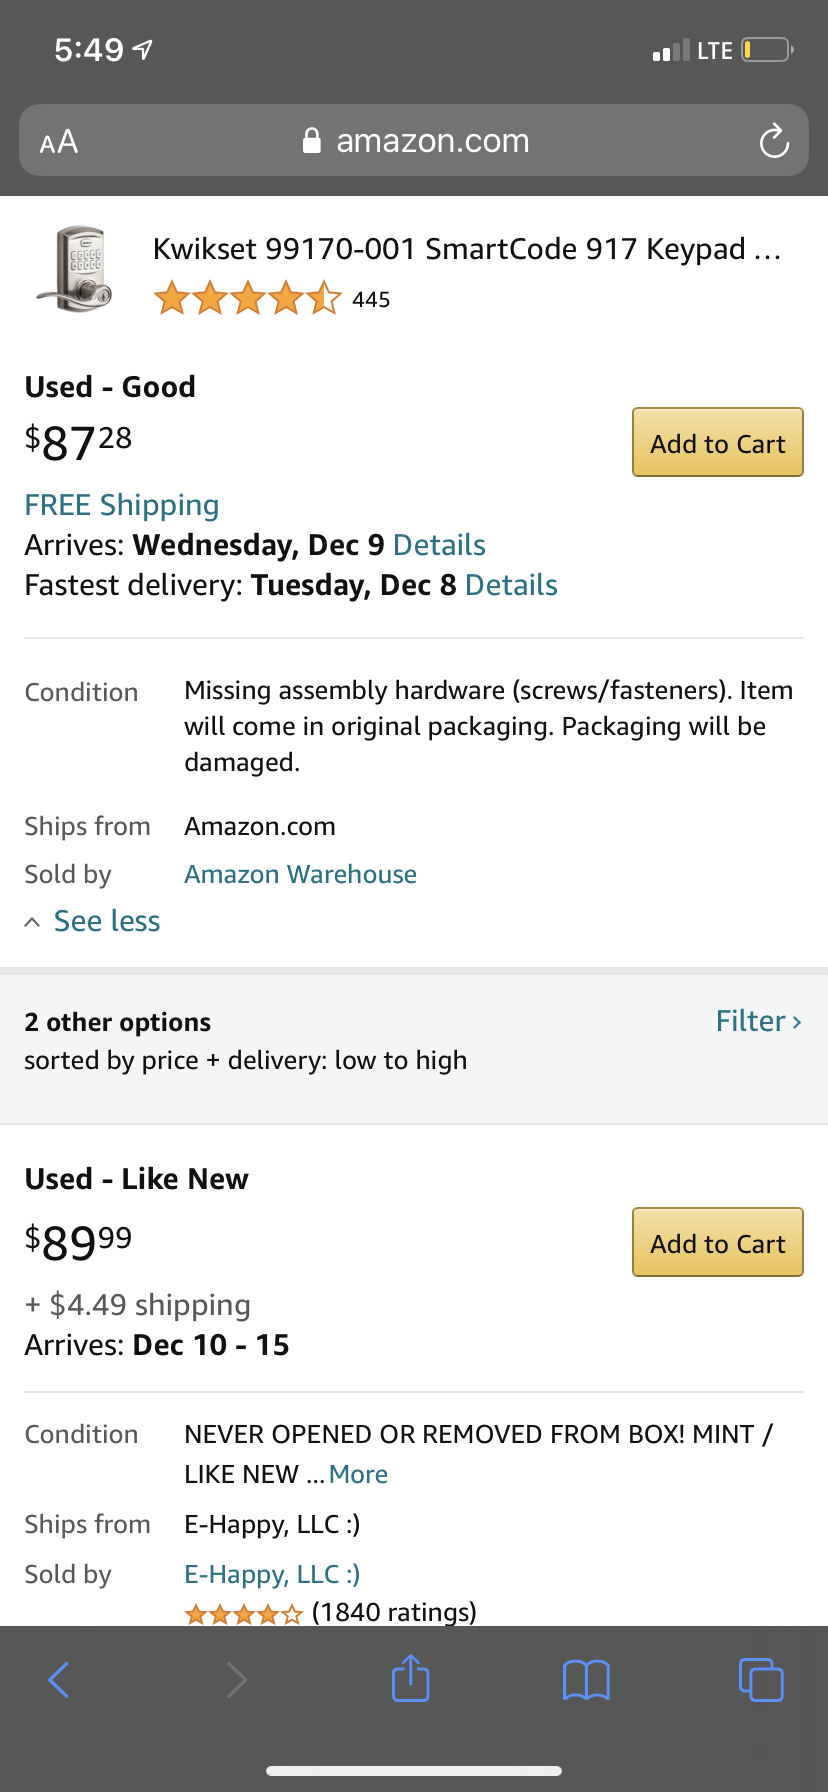 5:49
LTE
AA
amazon.com
Kwikset 99170-001 SmartCode 917 Keypad ...
445
Used - Good
$87 28
Add to Cart
FREE Shipping
Arrives: Wednesday, Dec 9 Details
Fastest delivery: Tuesday, Dec 8 Details
Condition
Missing assembly hardware (screws/fasteners). Item
will come in original packaging. Packaging will be
damaged.
Ships from
Amazon.com
Sold by
Amazon Warehouse
See less
2 other options
Filter ›
sorted by price + delivery: low to high
Used - Like New
$89 99
Add to Cart
+ $4.49 shipping
Arrives: Dec 10 - 15
Condition
NEVER OPENED OR REMOVED FROM BOX! MINT /
LIKE NEW ... More
Ships from
E-Happy, LLC :)
Sold by
E-Happy, LLC :)
(1840 ratings)